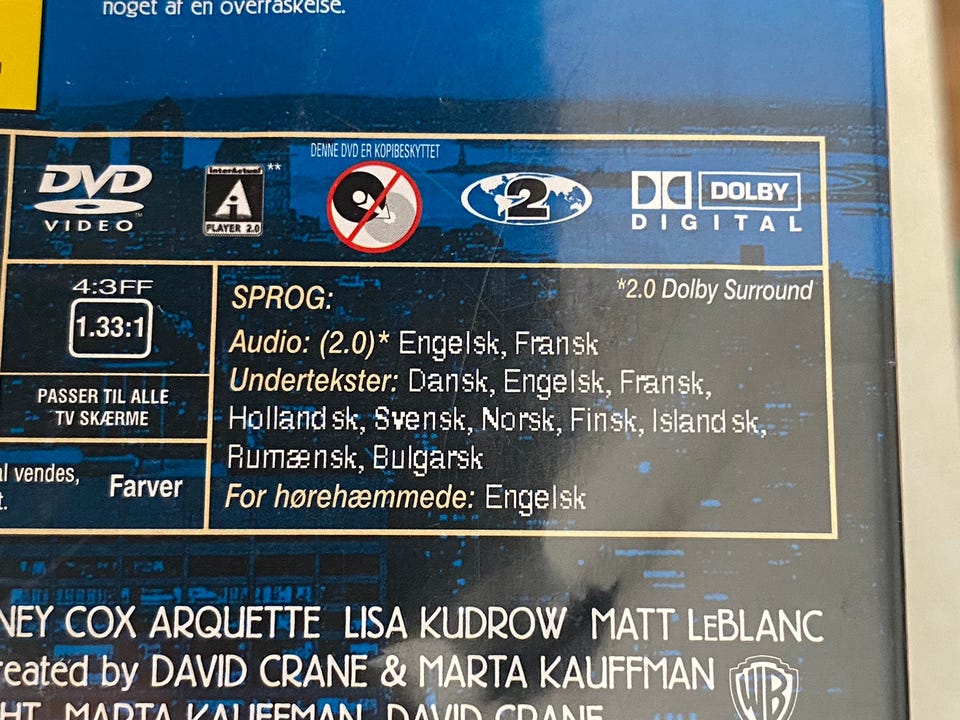 noget af en overraskelse.
DENNE DVD ER KOPIBESKYTTET
DVD
VIDEO
InterActual
PLAYER 2.0
**
2
DOLBY
DIGITAL
4:3FF
1.33:1
PASSER TIL ALLE
TV SKÆRME
vendes,
Farver
SPROG:
*2.0 Dolby Surround
Audio: (2.0)* Engelsk, Fransk
Undertekster: Dansk, Engelsk, Fransk,
Hollandsk, Svensk, Norsk, Finsk, Islandsk,
Rumænsk, Bulgarsk
For hørehæmmede: Engelsk
NEY COX ARQUETTE LISA KUDROW MATT LEBLANC
reated by DAVID CRANE & MARTA KAUFFMAN
WB
HT MARTA KAUFFMAN DAVID CRANE